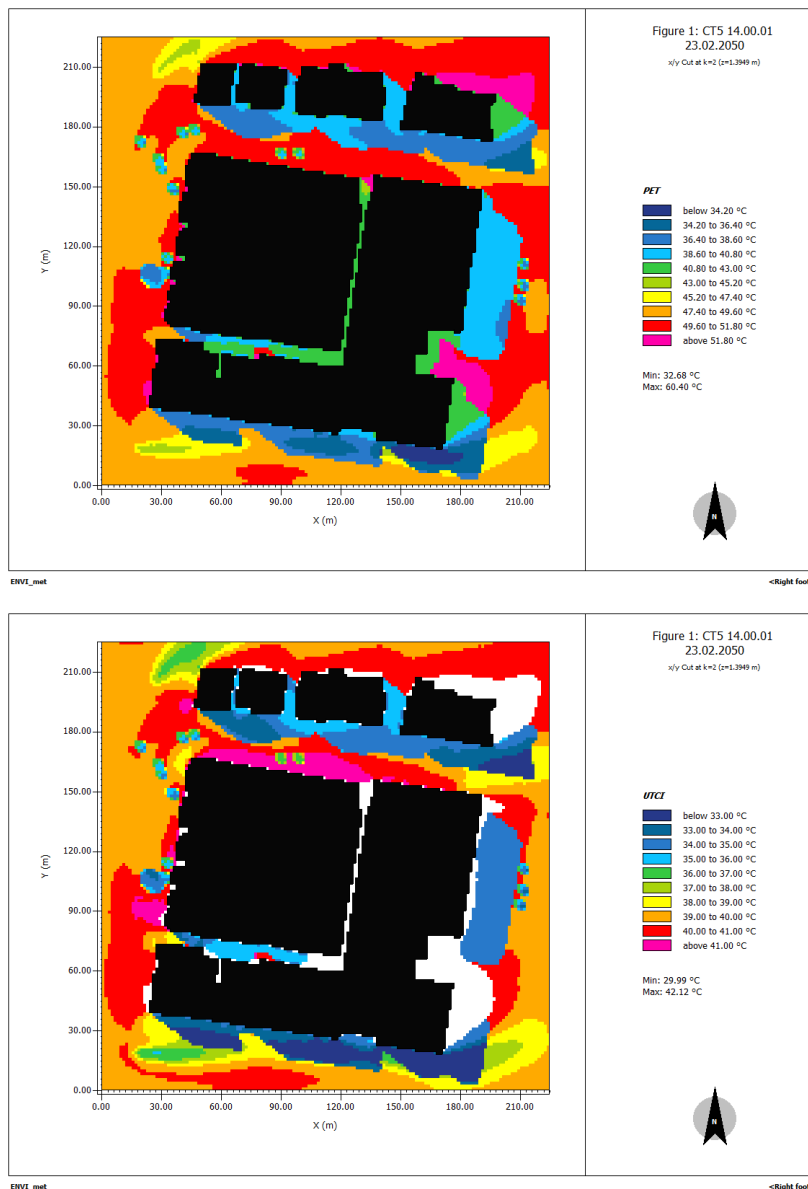 Figure 1: CT5 14.00.01
23.02.2050
x/y Cut at k=2 (z=1.3949 m)
210.00
180.00
150.00
120.00
90.00
60.00
30.00
0.00
Y (m)
0.00 30.00 60.00 90.00 120.00 150.00 180.00 210.00
X (m)
PET
below 34.20 °C
34.20 to 36.40 °C
36.40 to 38.60 °C
38.60 to 40.80 °C
40.80 to 43.00 °C
43.00 to 45.20 °C
45.20 to 47.40 °C
47.40 to 49.60 °C
49.60 to 51.80 °C
above 51.80 °C
Min: 32.68 °C
Max: 60.40 °C
N
ENVI_met
<Right foot
Figure 1: CT5 14.00.01
23.02.2050
x/y Cut at k=2 (z=1.3949 m)
210.00
180.00
150.00
120.00
90.00
60.00
30.00
0.00
Y (m)
0.00 30.00 60.00 90.00 120.00 150.00 180.00 210.00
X (m)
UTCI
below 33.00 °C
33.00 to 34.00 °C
34.00 to 35.00 °C
35.00 to 36.00 °C
36.00 to 37.00 °C
37.00 to 38.00 °C
38.00 to 39.00 °C
39.00 to 40.00 °C
40.00 to 41.00 °C
above 41.00 °C
Min: 29.99 °C
Max: 42.12 °C
N
ENVI_met
<Right foot